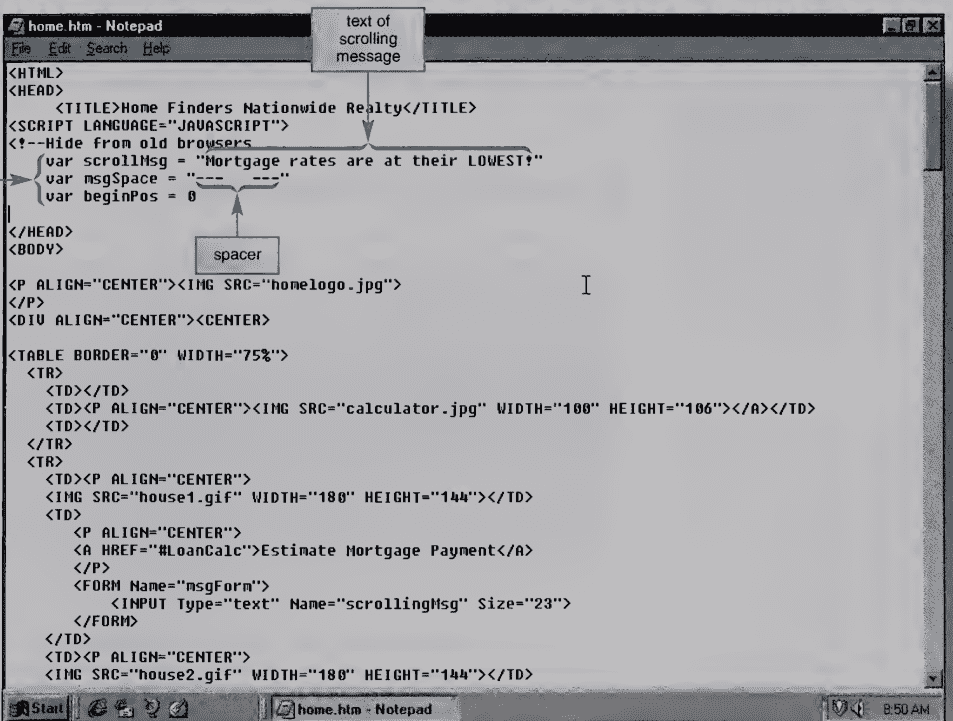 text of
scrolling
message
home.htm - Notepad
File Edit Search Help
<HTML>
<HEAD>
<TITLE>Home Finders Nationwide Realty</TITLE>
<SCRIPT LANGUAGE="JAVASCRIPT">
<!--Hide from old browsers
var scrollMsg = "Mortgage rates are at their LOWEST!"
var msgSpace = "--- ---"
var beginPos = 0
</HEAD>
<BODY>
spacer
<P ALIGN="CENTER"><IMG SRC="homelogo.jpg">
</P>
<DIV ALIGN="CENTER"><CENTER>
<TABLE BORDER="0" WIDTH="75%">
<TR>
<TD></TD>
<TD><P ALIGN="CENTER"><IMG SRC="calculator.jpg" WIDTH="100" HEIGHT="106"></A></TD>
<TD></TD>
</TR>
<TR>
<TD><P ALIGN="CENTER">
<IMG SRC="house1.gif" WIDTH="180" HEIGHT="144"></TD>
<TD>
<P ALIGN="CENTER">
<A HREF="#LoanCalc">Estimate Mortgage Payment</A>
</P>
<FORM Name="msgForm">
<INPUT Type="text" Name="scrollingMsg" Size="23">
</FORM>
</TD>
<TD><P ALIGN="CENTER">
<IMG SRC="house2.gif" WIDTH="180" HEIGHT="144"></TD>
Start
home.htm - Notepad
8:50 AM